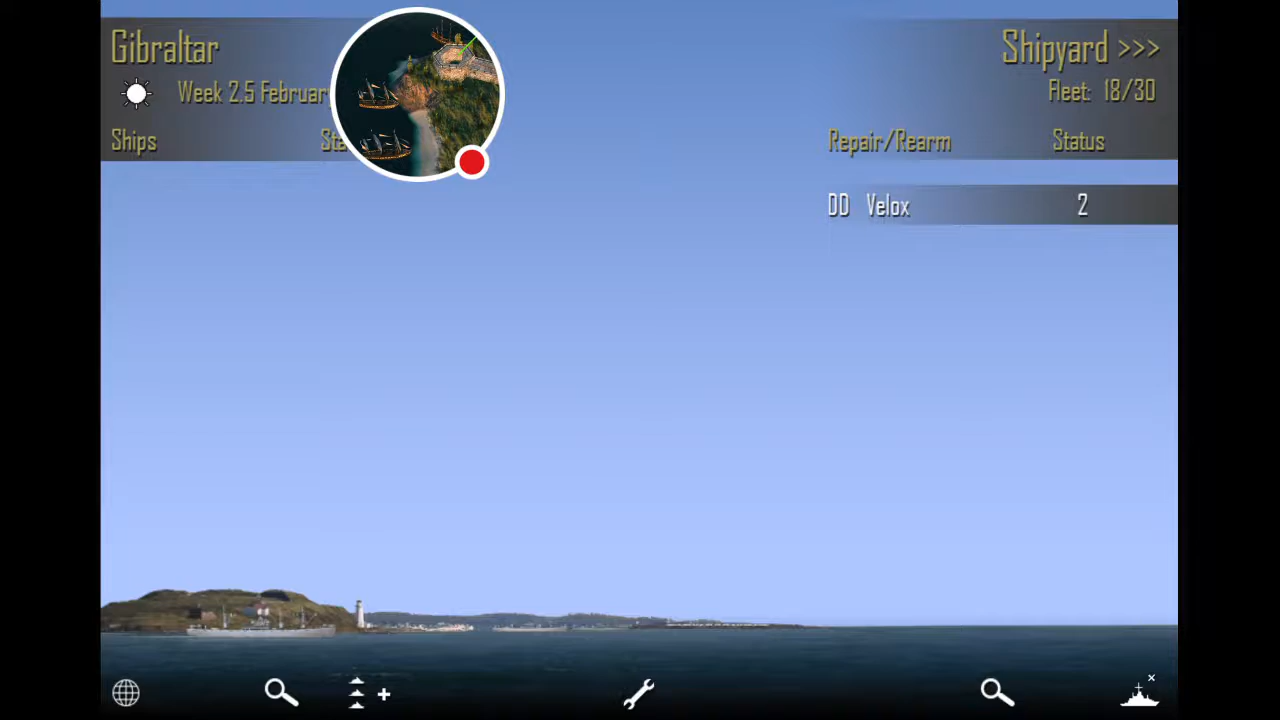 Gibraltar
Week 2.5 Februar
Ships
Shipyard >>>
Fleet: 18/30
Repair/Rearm Status
DD Velox 2